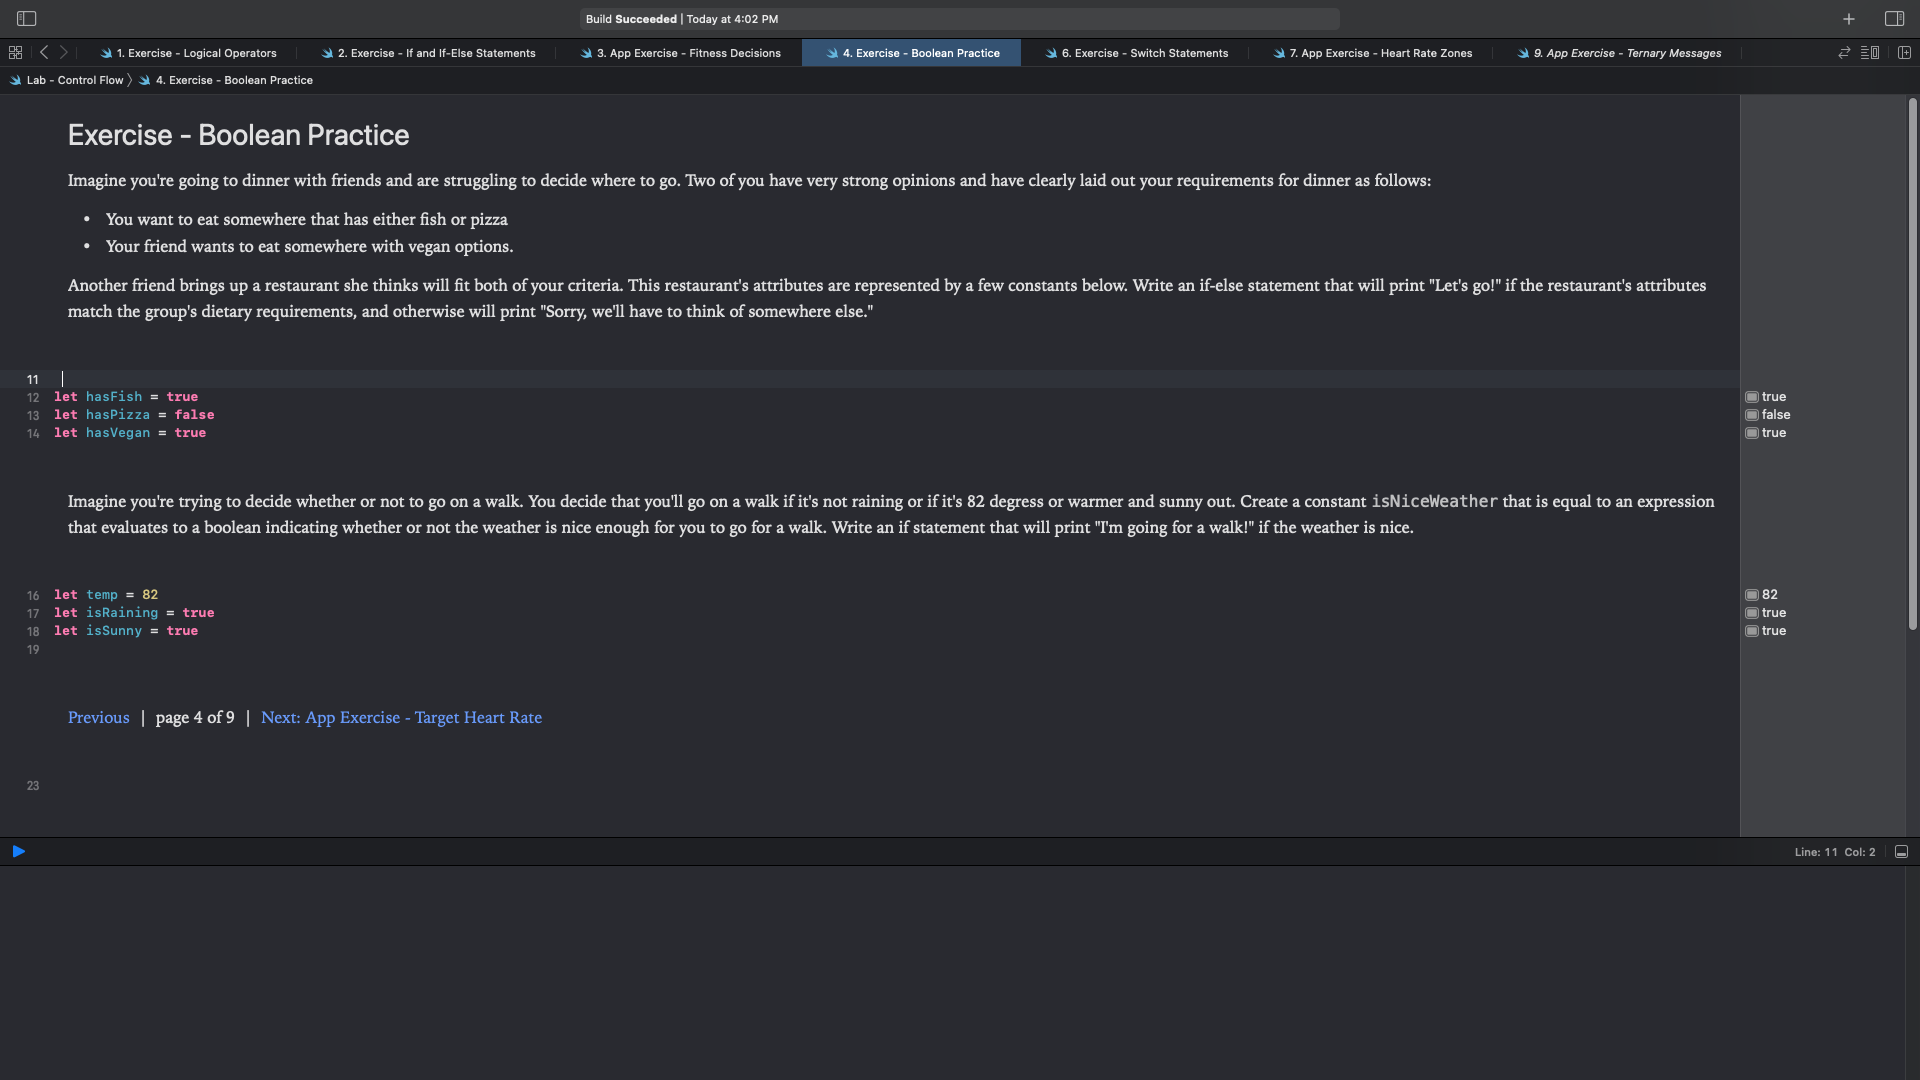 Build Succeeded | Today at 4:02 PM
1. Exercise - Logical Operators
2. Exercise - If and If-Else Statements
3. App Exercise - Fitness Decisions
4. Exercise - Boolean Practice
6. Exercise - Switch Statements
7. App Exercise - Heart Rate Zones
9. App Exercise - Ternary Messages
Lab - Control Flow 〉 4. Exercise - Boolean Practice
Exercise - Boolean Practice
Imagine you're going to dinner with friends and are struggling to decide where to go. Two of you have very strong opinions and have clearly laid out your requirements for dinner as follows:
• You want to eat somewhere that has either fish or pizza
• Your friend wants to eat somewhere with vegan options.
Another friend brings up a restaurant she thinks will fit both of your criteria. This restaurant's attributes are represented by a few constants below. Write an if-else statement that will print "Let's go!" if the restaurant's attributes
match the group's dietary requirements, and otherwise will print "Sorry, we'll have to think of somewhere else."
11
12 let hasFish = true true
13 let hasPizza = false false
14 let hasVegan = true true
Imagine you're trying to decide whether or not to go on a walk. You decide that you'll go on a walk if it's not raining or if it's 82 degress or warmer and sunny out. Create a constant isNiceWeather that is equal to an expression
that evaluates to a boolean indicating whether or not the weather is nice enough for you to go for a walk. Write an if statement that will print "I'm going for a walk!" if the weather is nice.
16 let temp = 82 82
17 let isRaining = true true
18 let isSunny = true true
19
Previous | page 4 of 9 | Next: App Exercise - Target Heart Rate
23
Line: 11 Col: 2